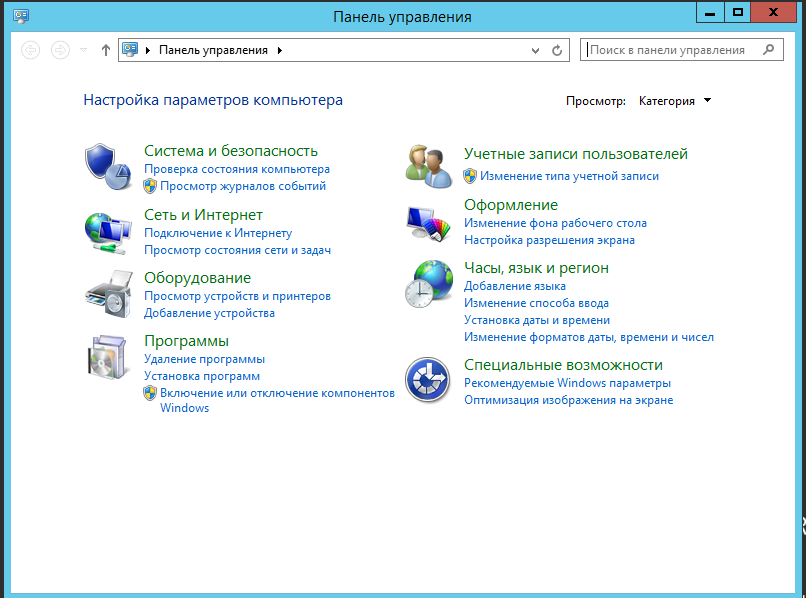 Панель управления
Панель управления
Поиск в панели управления
Настройка параметров компьютера
Просмотр: Категория
Система и безопасность
Проверка состояния компьютера
Просмотр журналов событий
Сеть и Интернет
Подключение к Интернету
Просмотр состояния сети и задач
Оборудование
Просмотр устройств и принтеров
Добавление устройства
Программы
Удаление программы
Установка программ
Включение или отключение компонентов
Windows
Учетные записи пользователей
Изменение типа учетной записи
Оформление
Изменение фона рабочего стола
Настройка разрешения экрана
Часы, язык и регион
Добавление языка
Изменение способа ввода
Установка даты и времени
Изменение форматов даты, времени и чисел
Специальные возможности
Рекомендуемые Windows параметры
Оптимизация изображения на экране